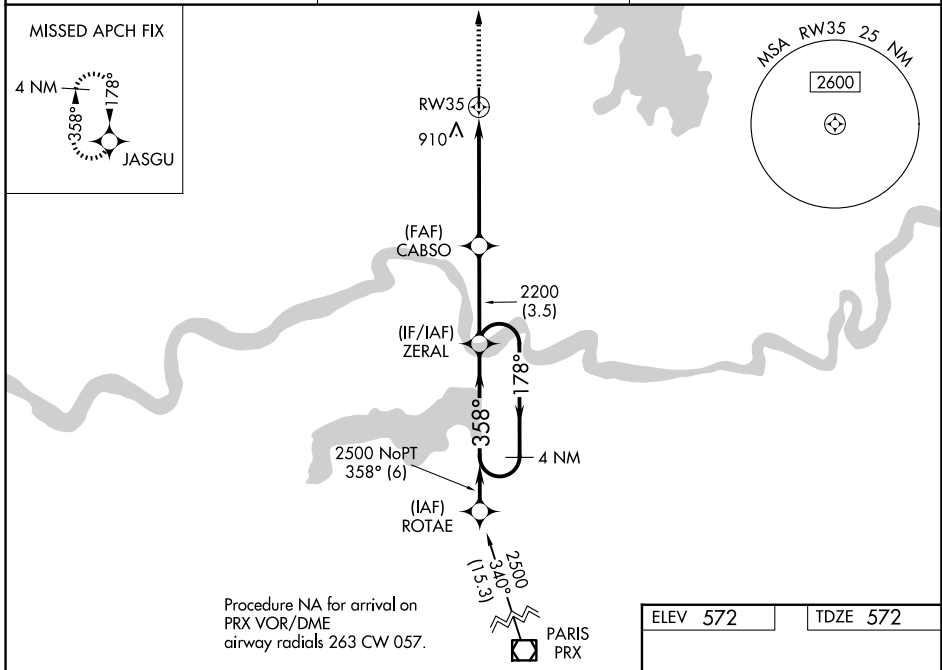 MISSED APCH FIX
4 NM
178°
358°
JASGU
RW35
910
MSA RW35 25 NM
2600
(FAF)
CABSO
2200
(3.5)
(IF/IAF)
ZERAL
178°
358°
4 NM
2500 NoPT
358° (6)
(IAF)
ROTAE
2500
340°
(15.3)
Procedure NA for arrival on
PRX VOR/DME
airway radials 263 CW 057.
PARIS
PRX
ELEV 572
TDZE 572